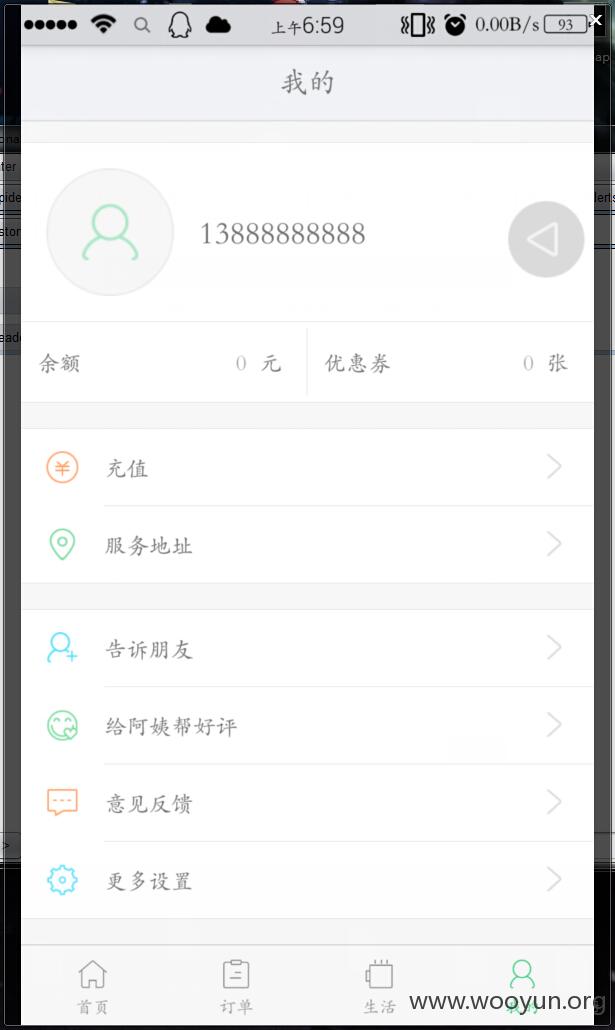 上午6:59
0.00B/s
93
我的
13888888888
余额 0 元
优惠券 0 张
充值
服务地址
告诉朋友
给阿姨帮好评
意见反馈
更多设置
首页
订单
生活
我的
www.wooyun.org